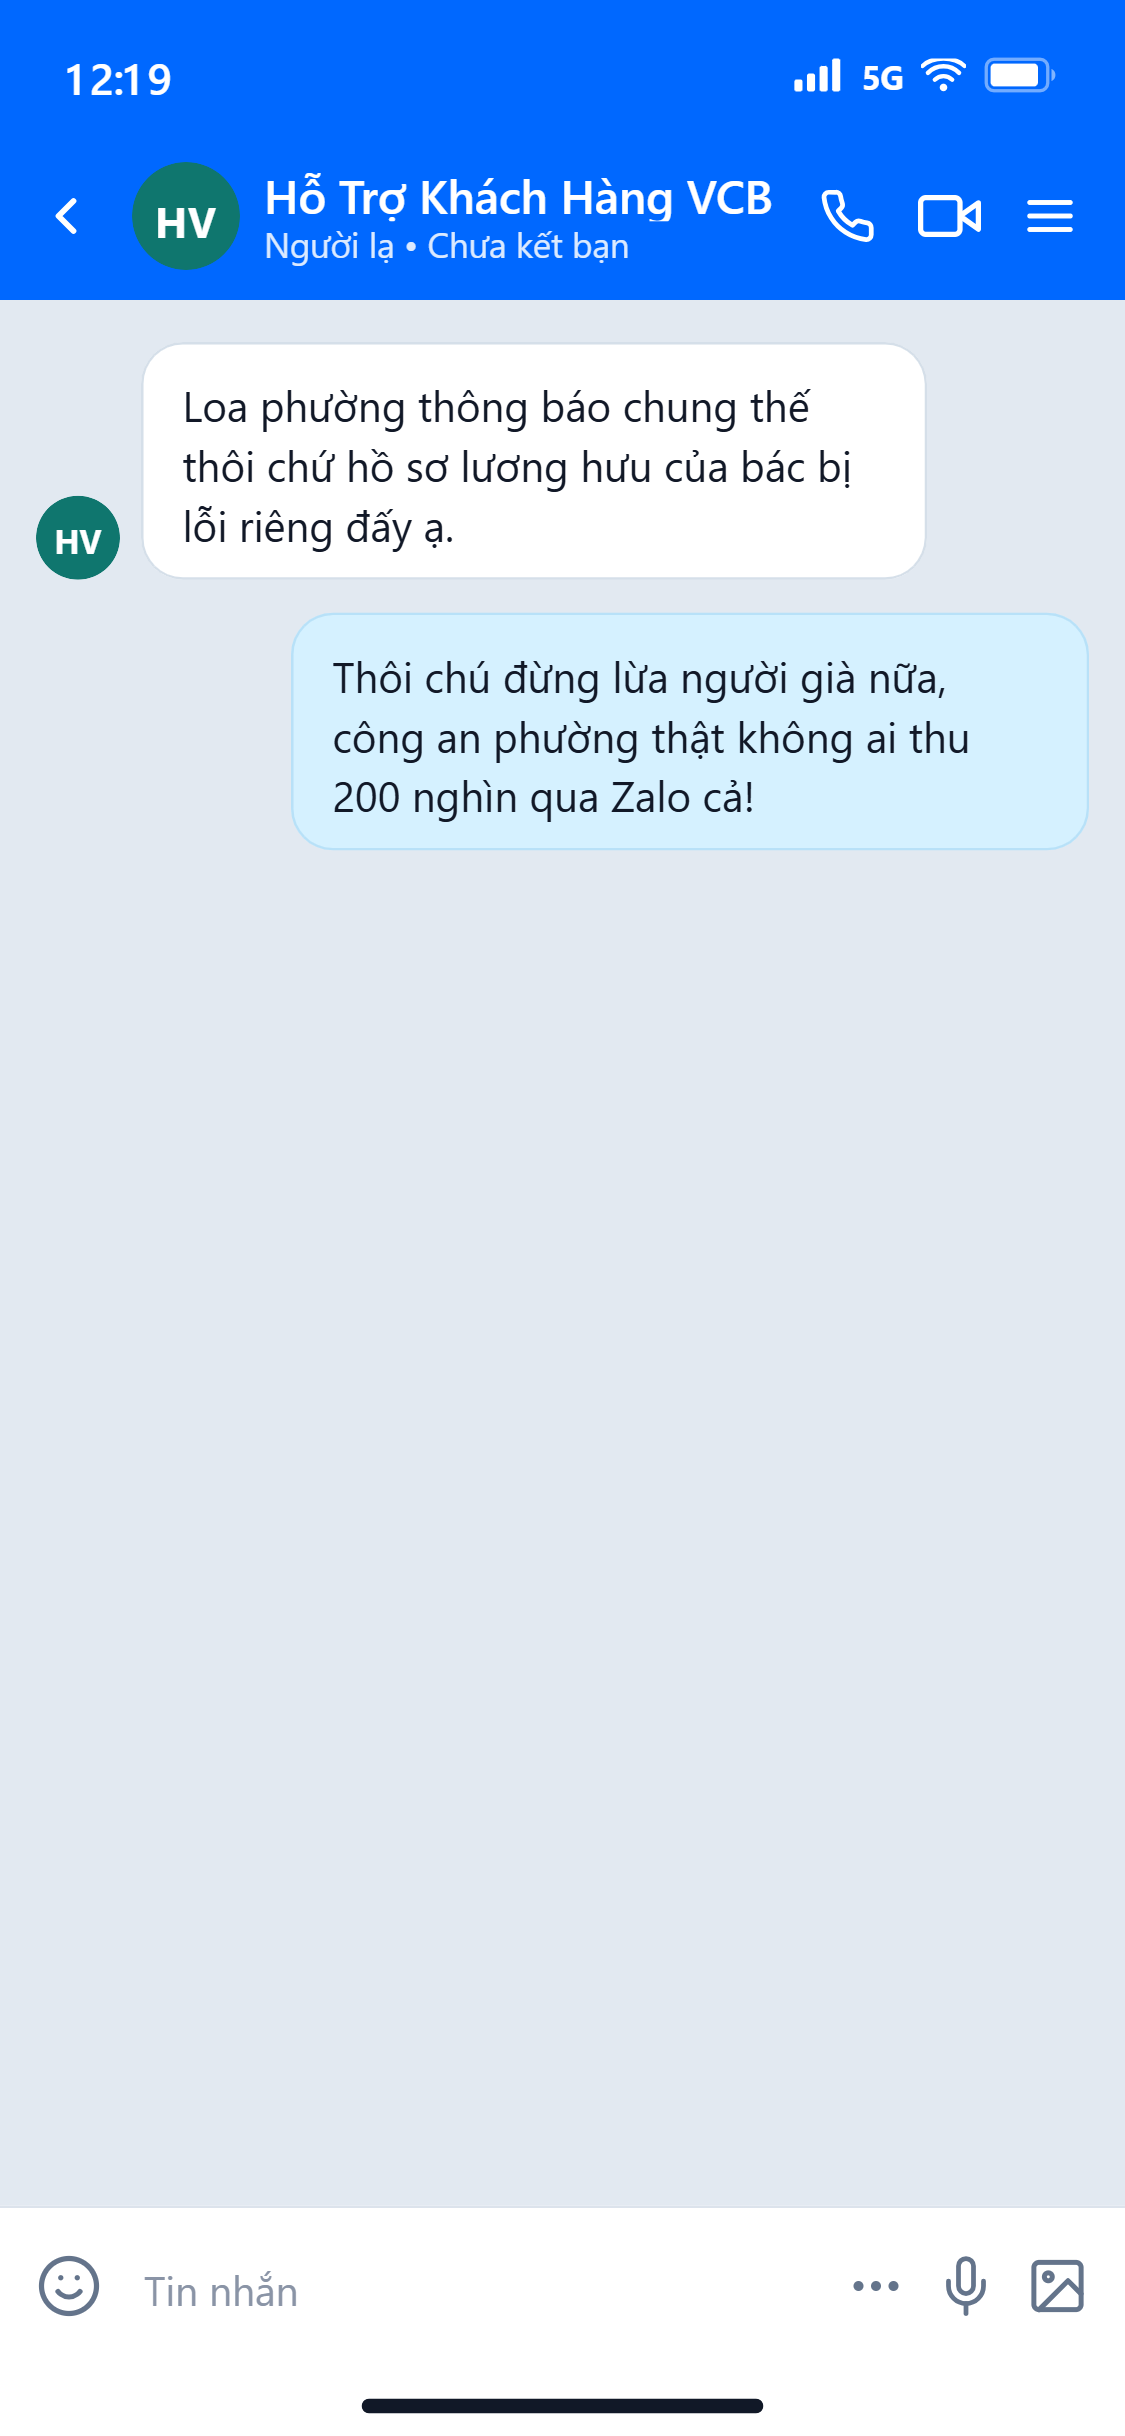 12:19
5G
HV
Hỗ Trợ Khách Hàng VCB
Người lạ • Chưa kết bạn
Loa phường thông báo chung thế
thôi chứ hồ sơ lương hưu của bác bị
lỗi riêng đấy ạ.
HV
Thôi chú đừng lừa người già nữa,
công an phường thật không ai thu
200 nghìn qua Zalo cả!
Tin nhắn